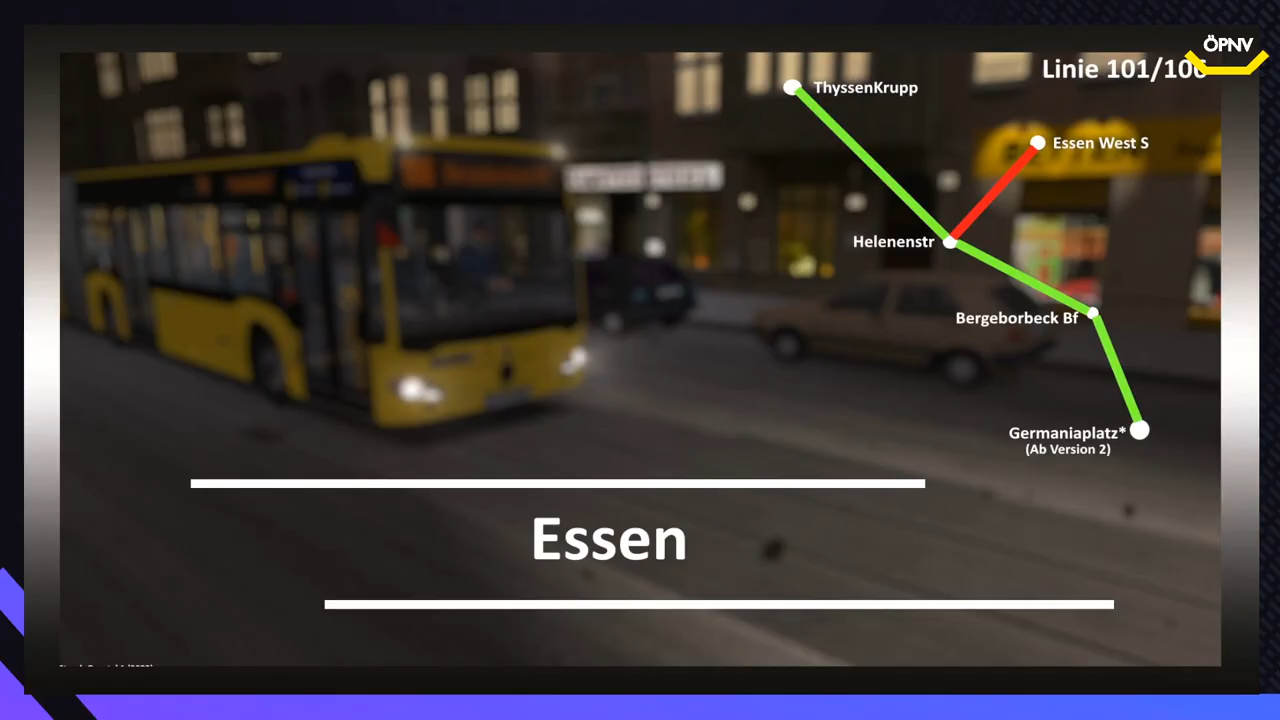 ÖPNV
Linie 101/106
ThyssenKrupp
Essen West S
Helenenstr
Bergeborbeck Bf
Germaniaplatz*
(Ab Version 2)
Essen